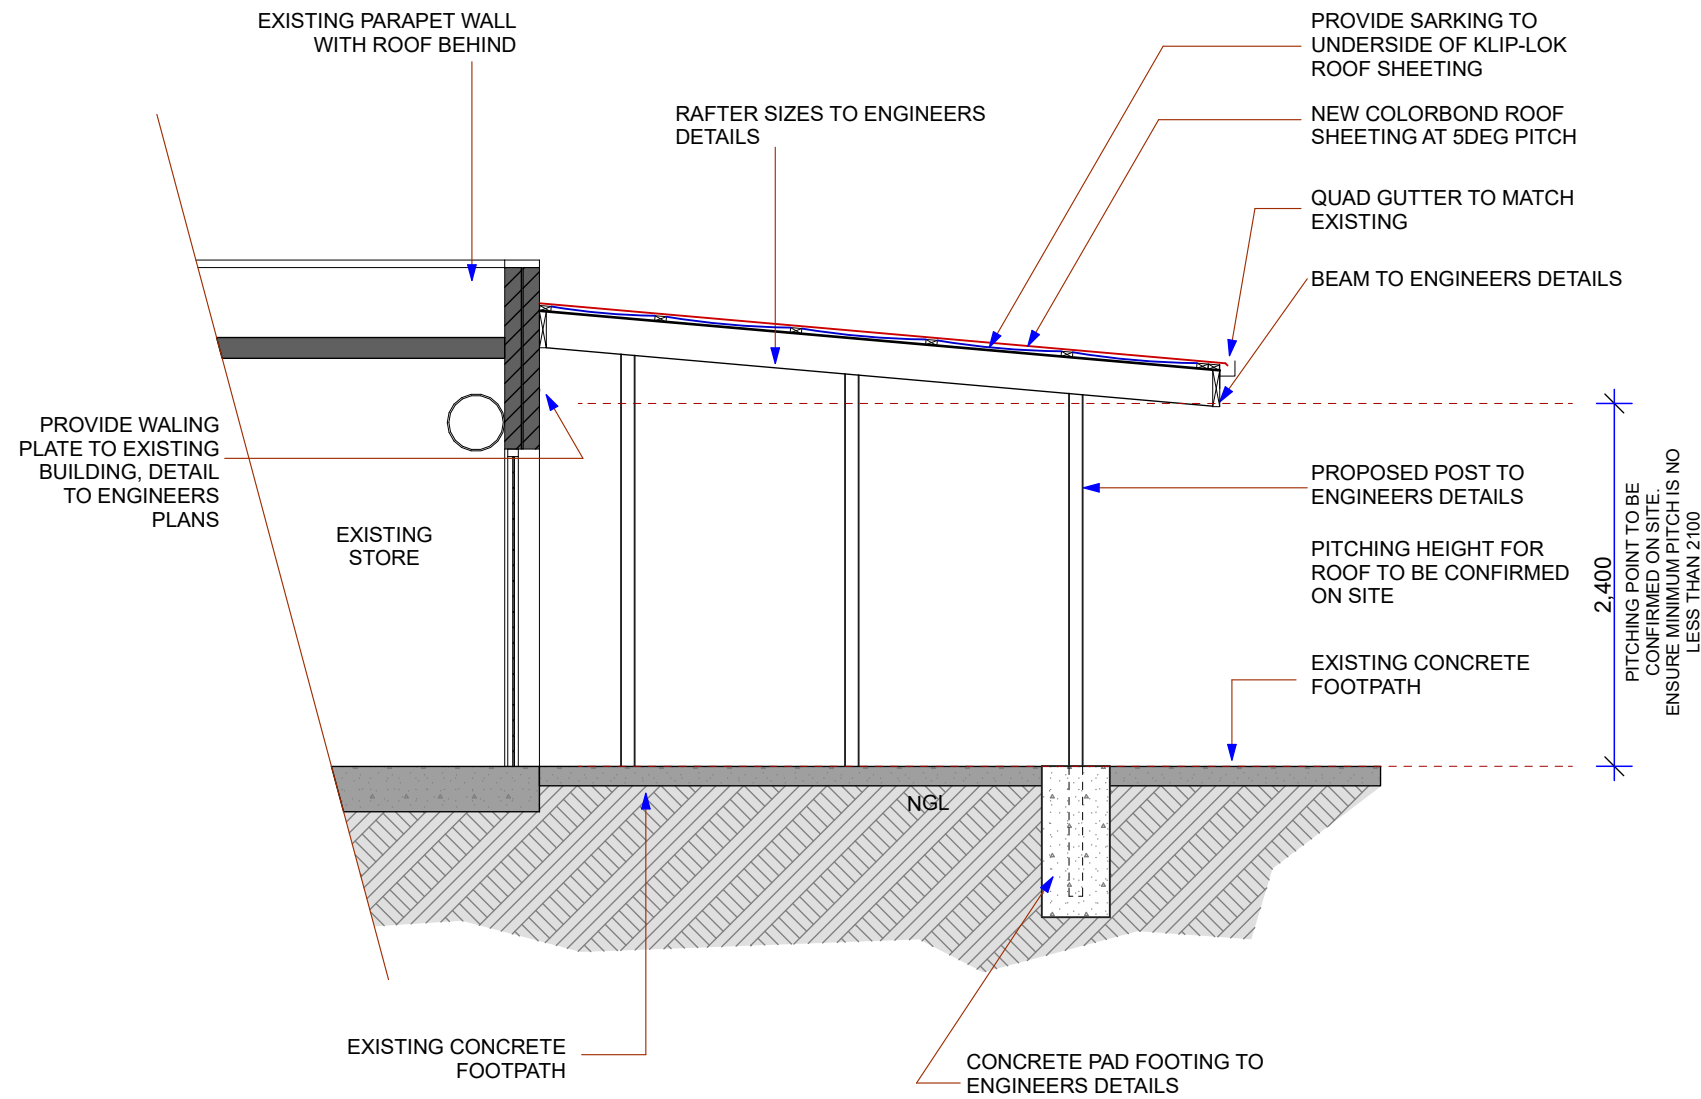 EXISTING PARAPET WALL
WITH ROOF BEHIND
RAFTER SIZES TO ENGINEERS
DETAILS
PROVIDE SARKING TO
UNDERSIDE OF KLIP-LOK
ROOF SHEETING
NEW COLORBOND ROOF
SHEETING AT 5DEG PITCH
QUAD GUTTER TO MATCH
EXISTING
BEAM TO ENGINEERS DETAILS
PROVIDE WALING
PLATE TO EXISTING
BUILDING, DETAIL
TO ENGINEERS
PLANS
EXISTING
STORE
PROPOSED POST TO
ENGINEERS DETAILS
PITCHING HEIGHT FOR
ROOF TO BE CONFIRMED
ON SITE
EXISTING CONCRETE
FOOTPATH
2,400
PITCHING POINT TO BE
CONFIRMED ON SITE.
ENSURE MINIMUM PITCH IS NO
LESS THAN 2100
NGL
EXISTING CONCRETE
FOOTPATH
CONCRETE PAD FOOTING TO
ENGINEERS DETAILS